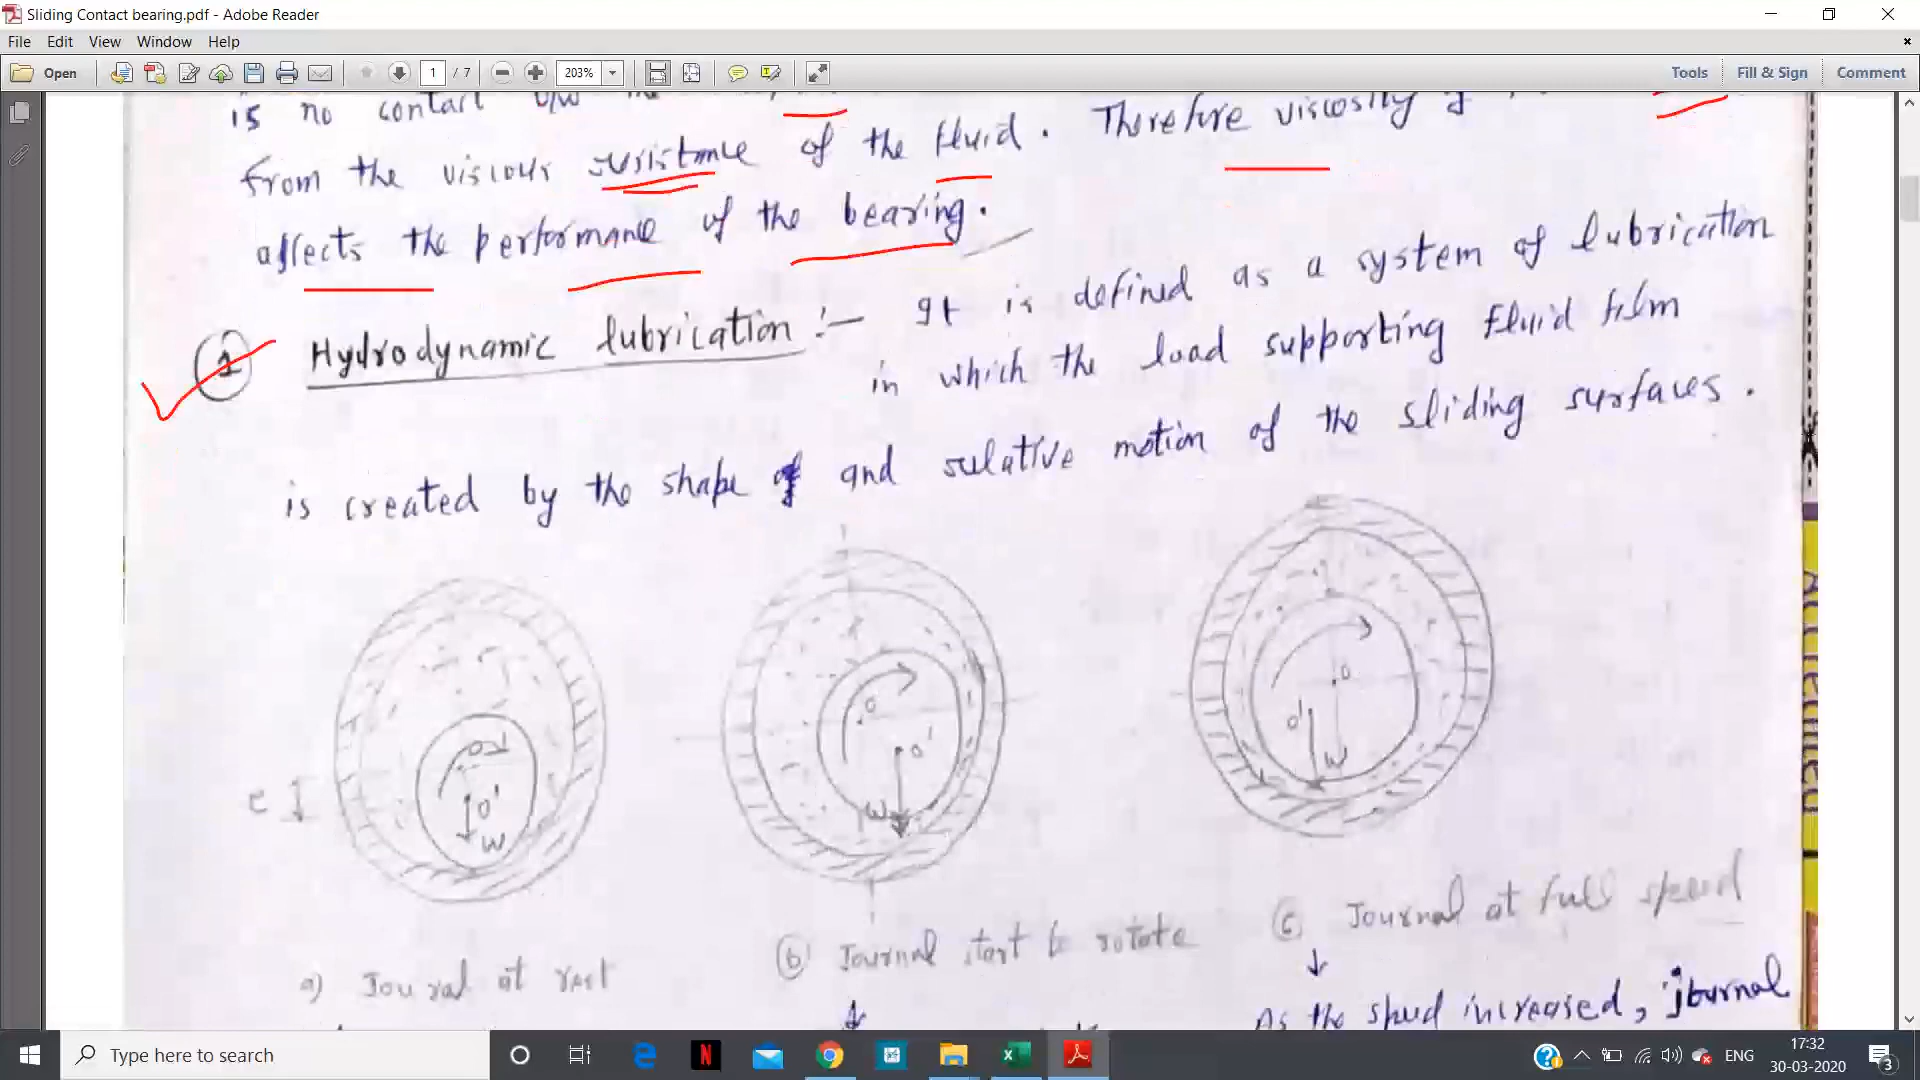 Sliding Contact bearing.pdf - Adobe Reader
File Edit View Window Help
Open 1 / 7 203% Tools Fill & Sign Comment
is no contact b/w the
from the viscous resistance of the fluid. Therefore viscosity of
affects the performance of the bearing.
1 Hydrodynamic lubrication :- It is defined as a system of lubrication
in which the load supporting fluid film
is created by the shape and relative motion of the sliding surfaces.
O O' W
e
O O' W
O O' W
a) Joural at rest
b Journal start to rotate
c Journal at full speed
As the speed increased, journal
Type here to search
ENG 17:32
30-03-2020
3